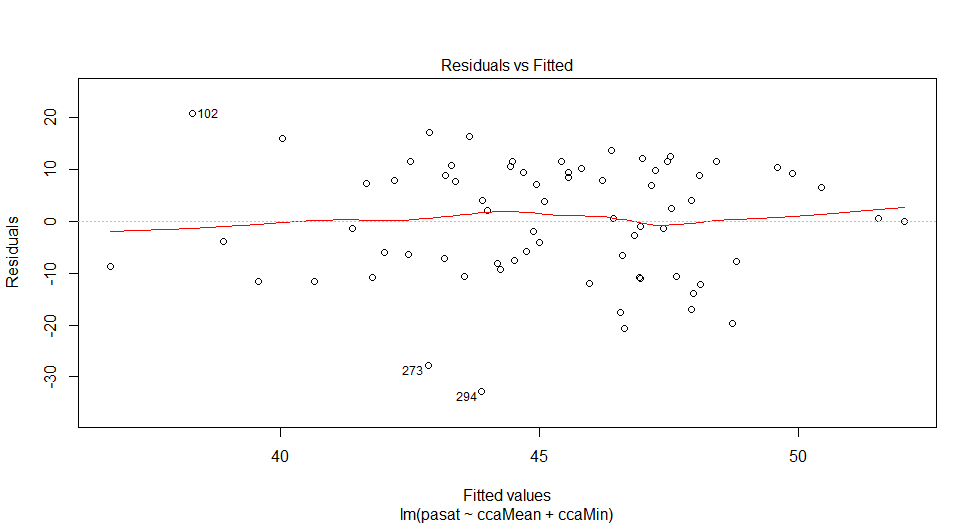 Residuals vs Fitted
20
10
0
-10
-20
-30
Residuals
102
273
294
40 45 50
Fitted values
lm(pasat ~ ccaMean + ccaMin)